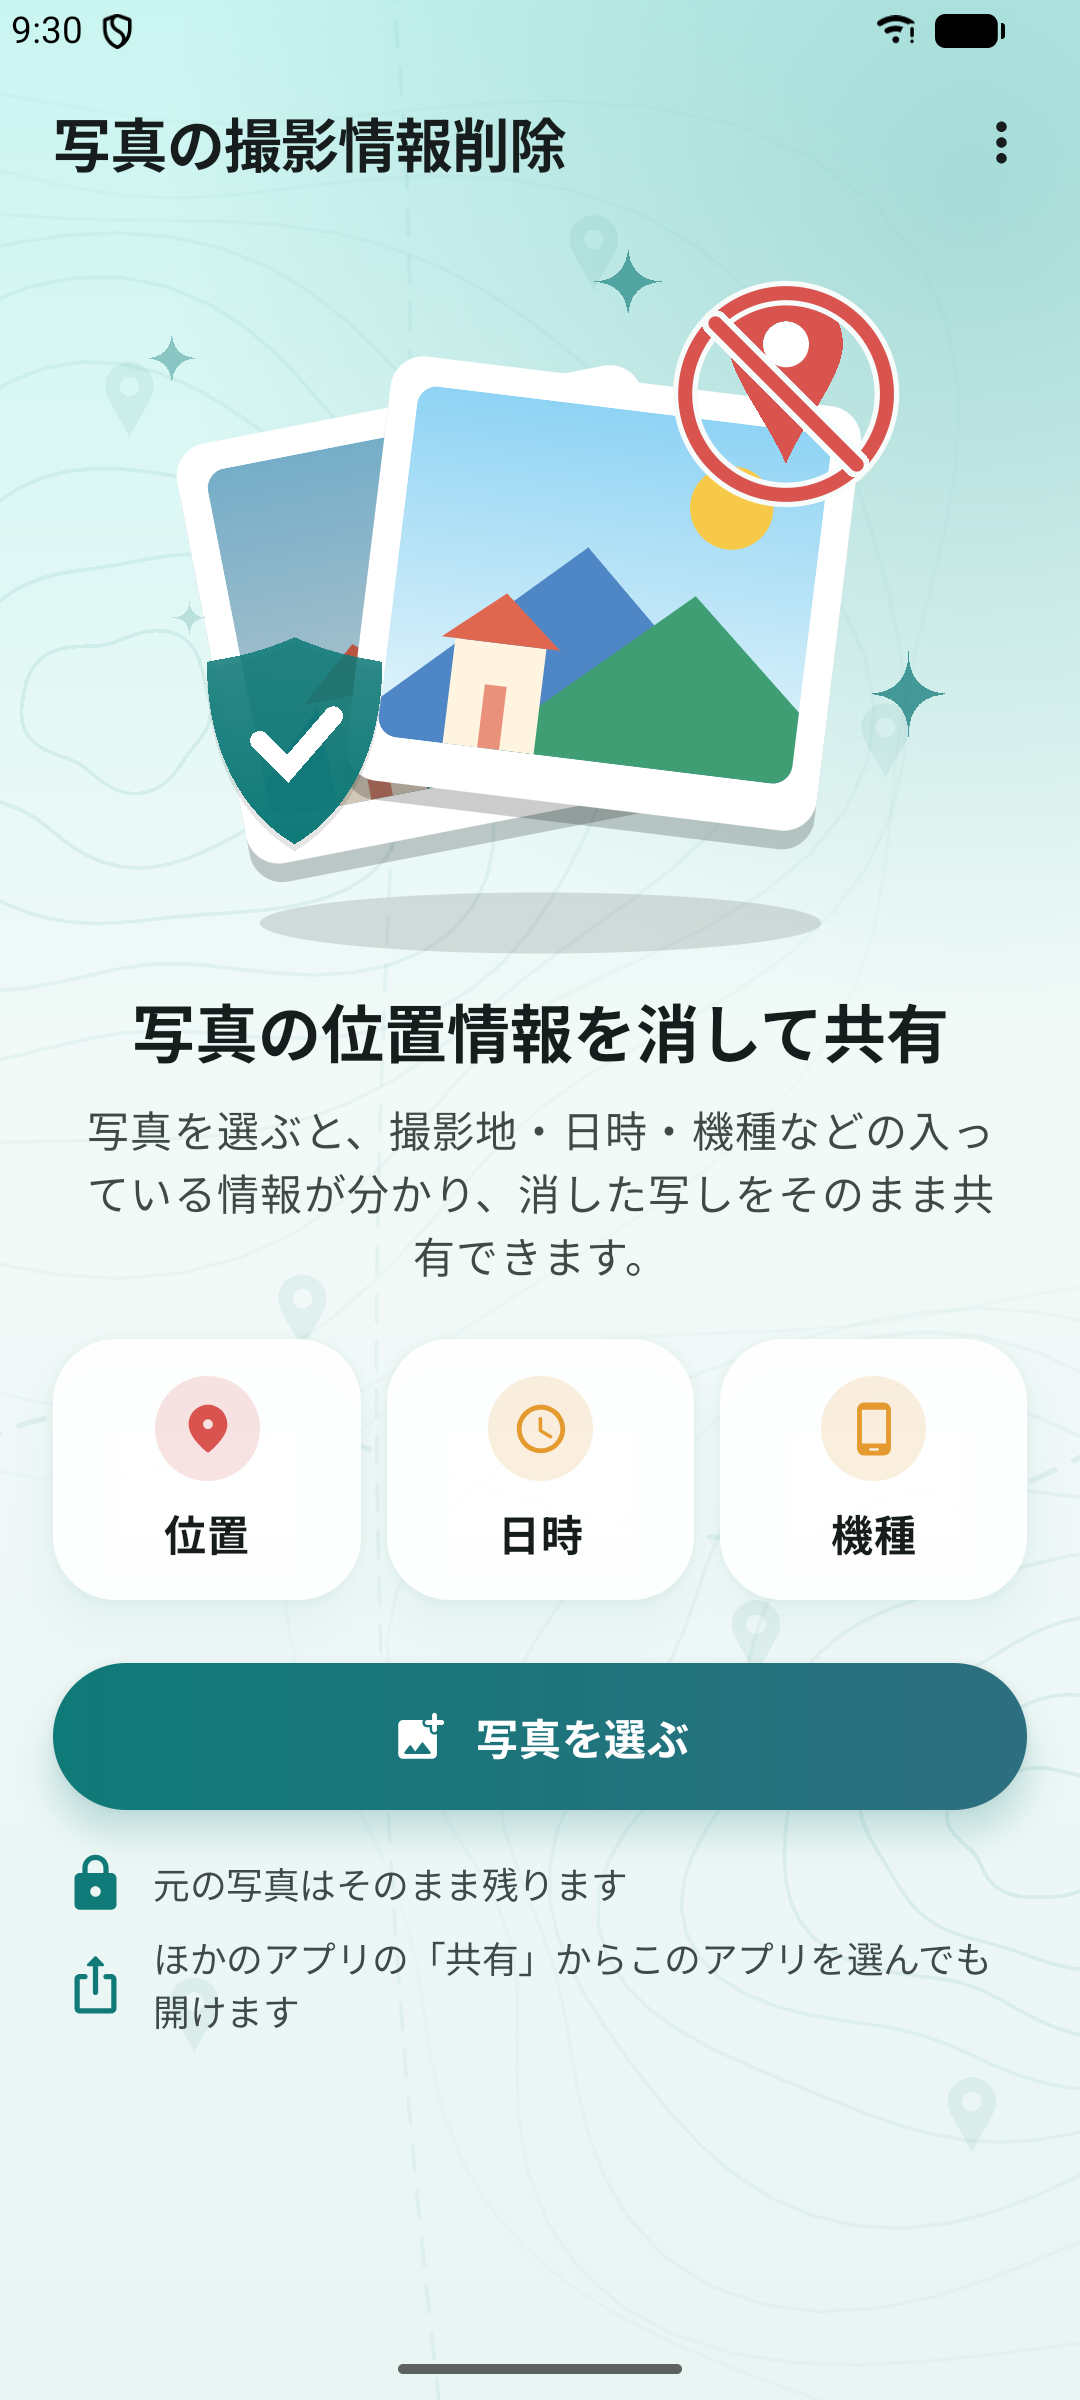 9:30
写真の撮影情報削除
写真の位置情報を消して共有
写真を選ぶと、撮影地・日時・機種などの入っ
ている情報が分かり、消した写しをそのまま共
有できます。
位置
日時
機種
写真を選ぶ
元の写真はそのまま残ります
ほかのアプリの「共有」からこのアプリを選んでも
開けます